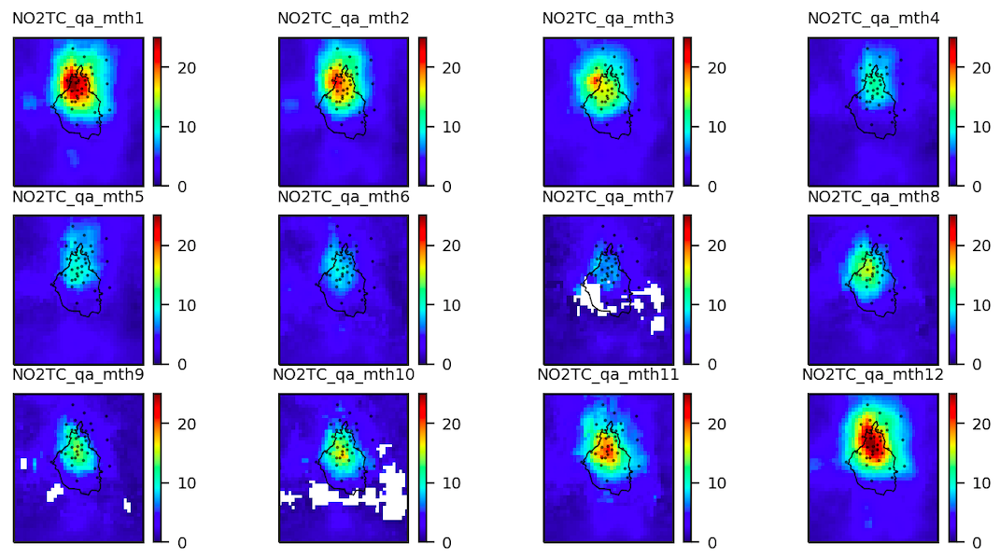 NO2TC_qa_mth1 NO2TC_qa_mth2 NO2TC_qa_mth3 NO2TC_qa_mth4
20 20 20 20
10 10 10 10
0 0 0 0
NO2TC_qa_mth5 NO2TC_qa_mth6 NO2TC_qa_mth7 NO2TC_qa_mth8
20 20 20 20
10 10 10 10
0 0 0 0
NO2TC_qa_mth9 NO2TC_qa_mth10 NO2TC_qa_mth11 NO2TC_qa_mth12
20 20 20 20
10 10 10 10
0 0 0 0